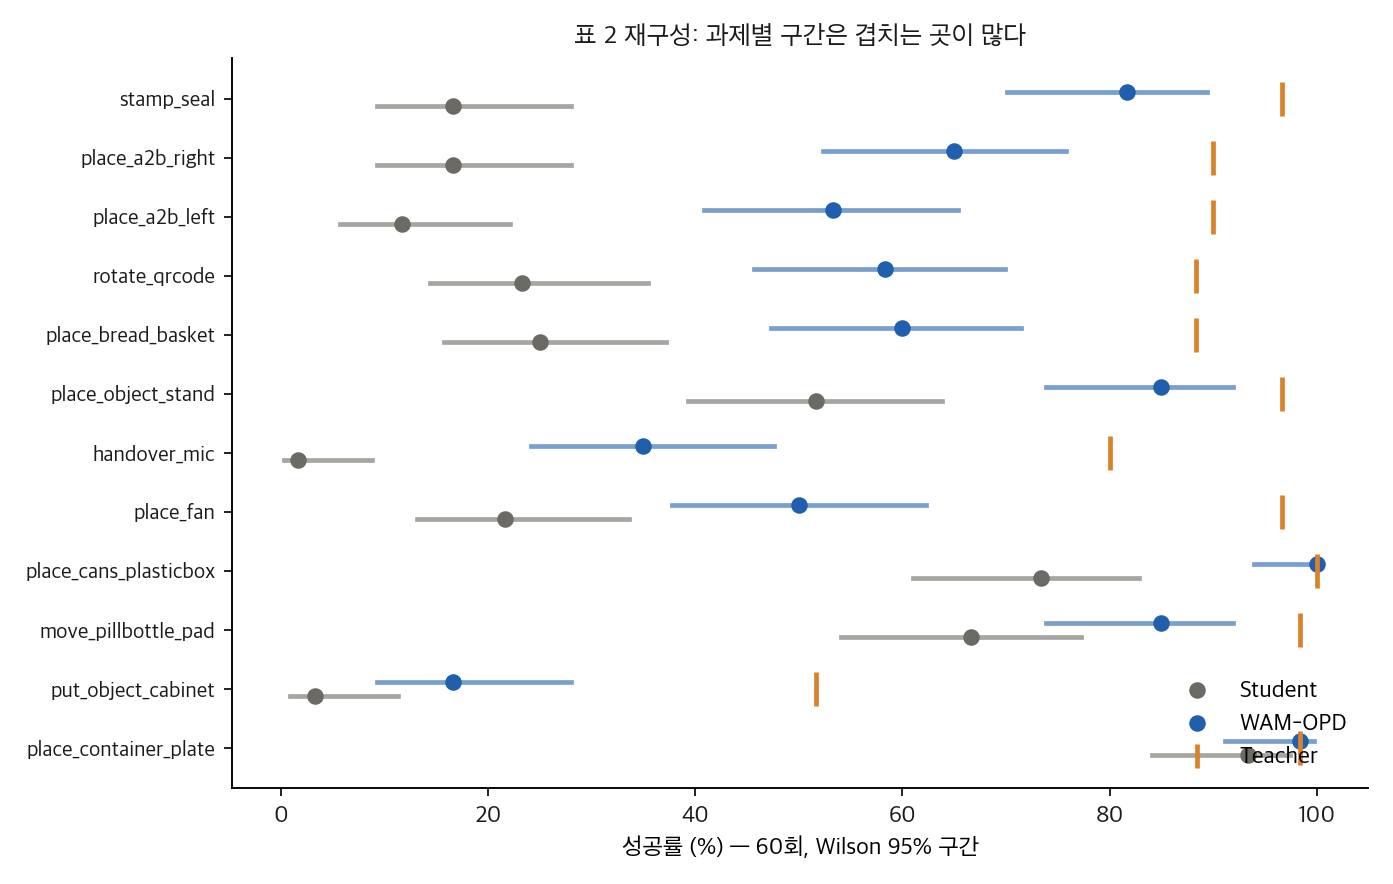 표 2 재구성: 과제별 구간은 겹치는 곳이 많다
stamp_seal
place_a2b_right
place_a2b_left
rotate_qrcode
place_bread_basket
place_object_stand
handover_mic
place_fan
place_cans_plasticbox
move_pillbottle_pad
put_object_cabinet
place_container_plate
Student
WAM-OPD
Teacher
0 20 40 60 80 100
성공률 (%) — 60회, Wilson 95% 구간